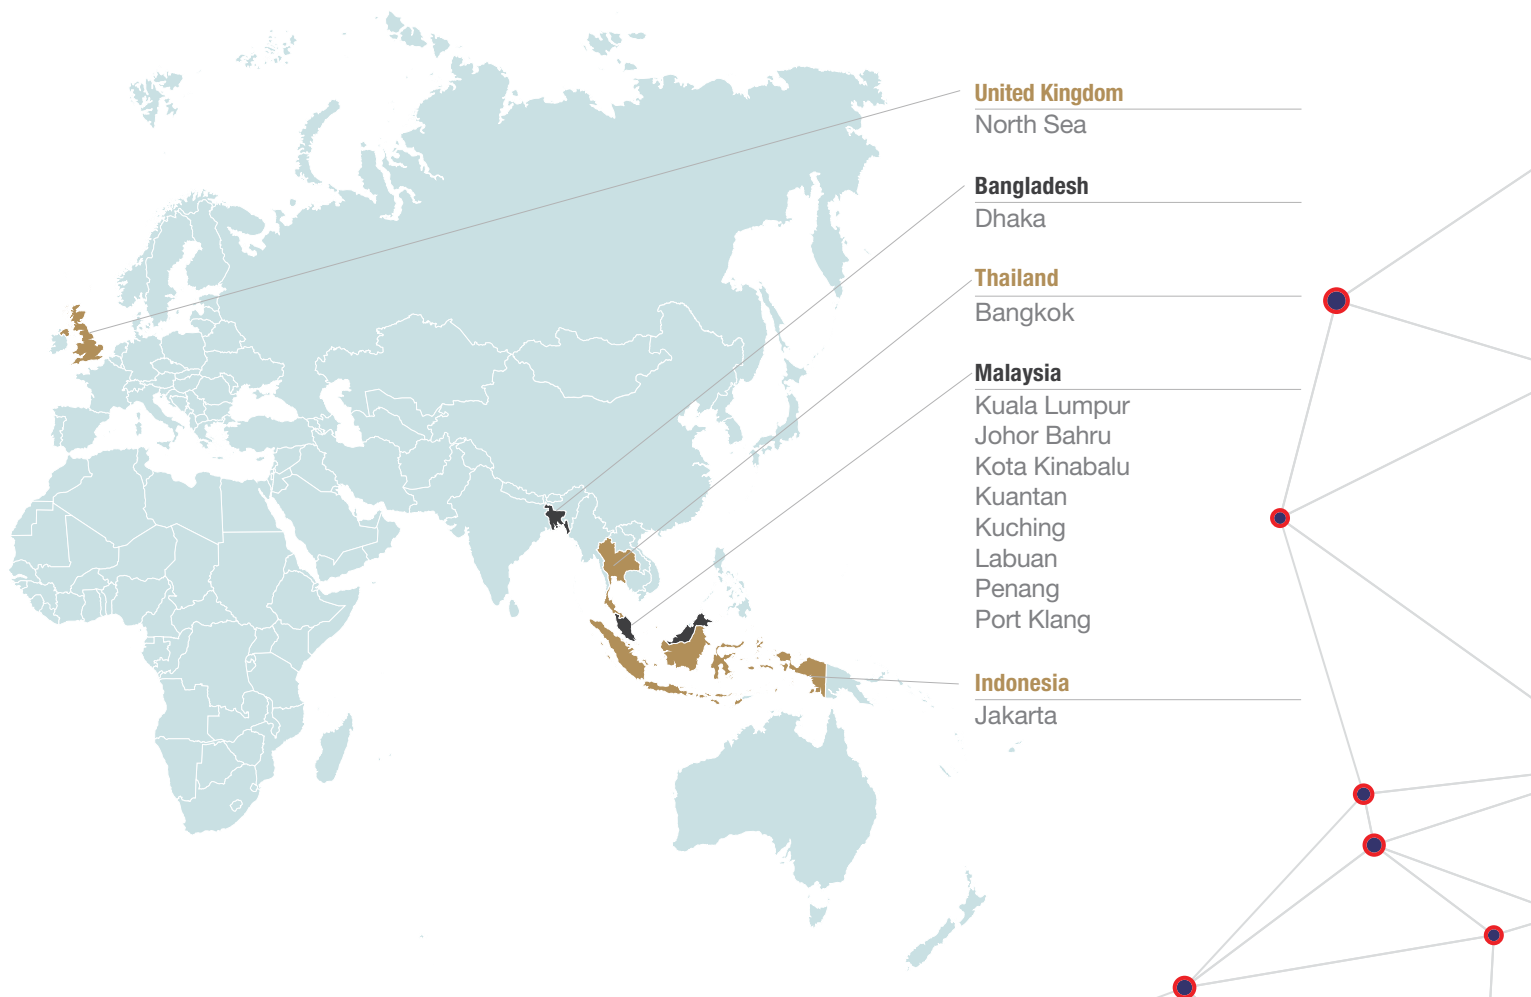 United Kingdom
North Sea
Bangladesh
Dhaka
Thailand
Bangkok
Malaysia
Kuala Lumpur
Johor Bahru
Kota Kinabalu
Kuantan
Kuching
Labuan
Penang
Port Klang
Indonesia
Jakarta